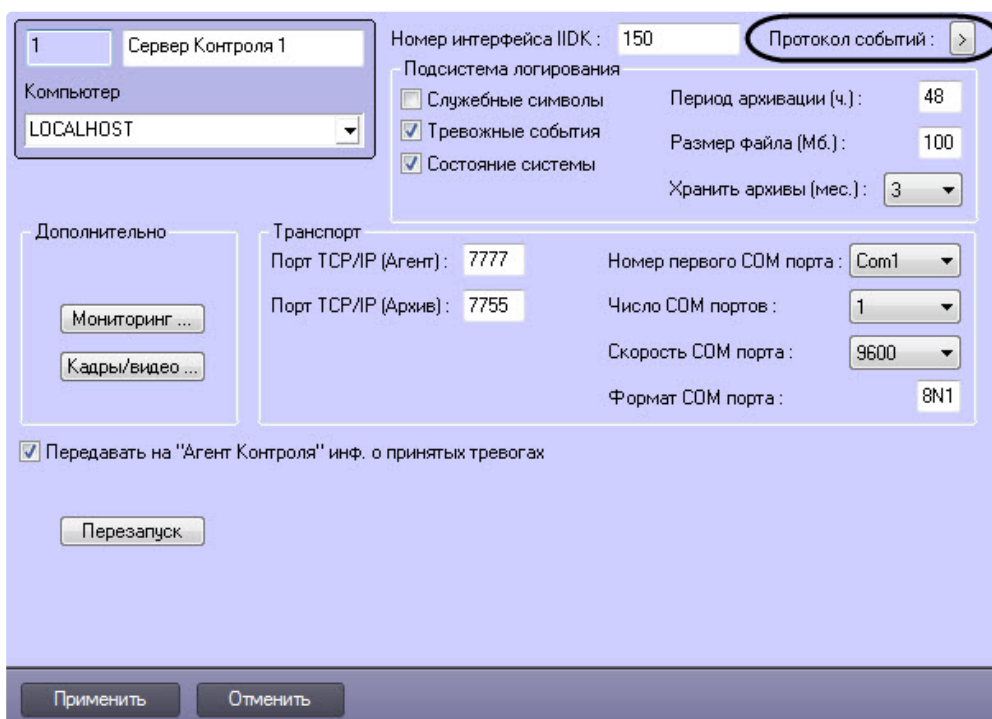 1
Сервер Контроля 1
Компьютер
LOCALHOST
Номер интерфейса IIDK : 150
Протокол событий : >
Подсистема логирования
Служебные символы
Тревожные события
Состояние системы
Период архивации (ч.) : 48
Размер файла (Мб.) : 100
Хранить архивы (мес.) : 3
Дополнительно
Мониторинг ...
Кадры/видео ...
Транспорт
Порт TCP/IP (Агент) : 7777
Порт TCP/IP (Архив) : 7755
Номер первого COM порта : Com1
Число COM портов : 1
Скорость COM порта : 9600
Формат COM порта : 8N1
Передавать на "Агент Контроля" инф. о принятых тревогах
Перезапуск
Применить
Отменить